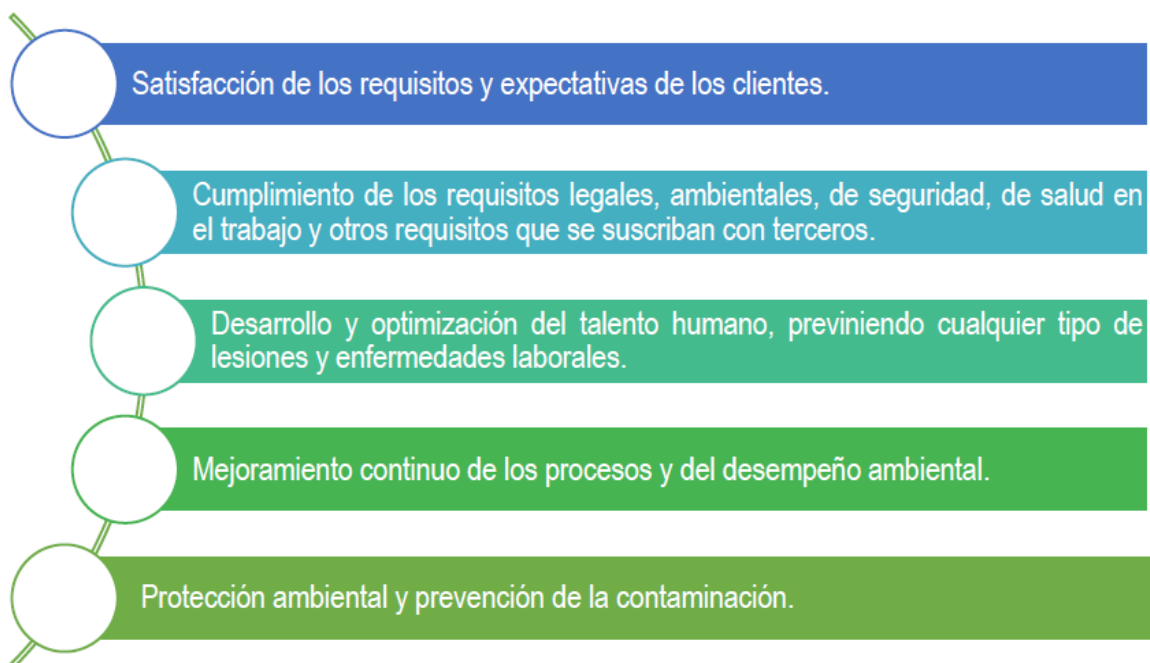 Satisfacción de los requisitos y expectativas de los clientes.
Cumplimiento de los requisitos legales, ambientales, de seguridad, de salud en
el trabajo y otros requisitos que se suscriban con terceros.
Desarrollo y optimización del talento humano, previniendo cualquier tipo de
lesiones y enfermedades laborales.
Mejoramiento continuo de los procesos y del desempeño ambiental.
Protección ambiental y prevención de la contaminación.